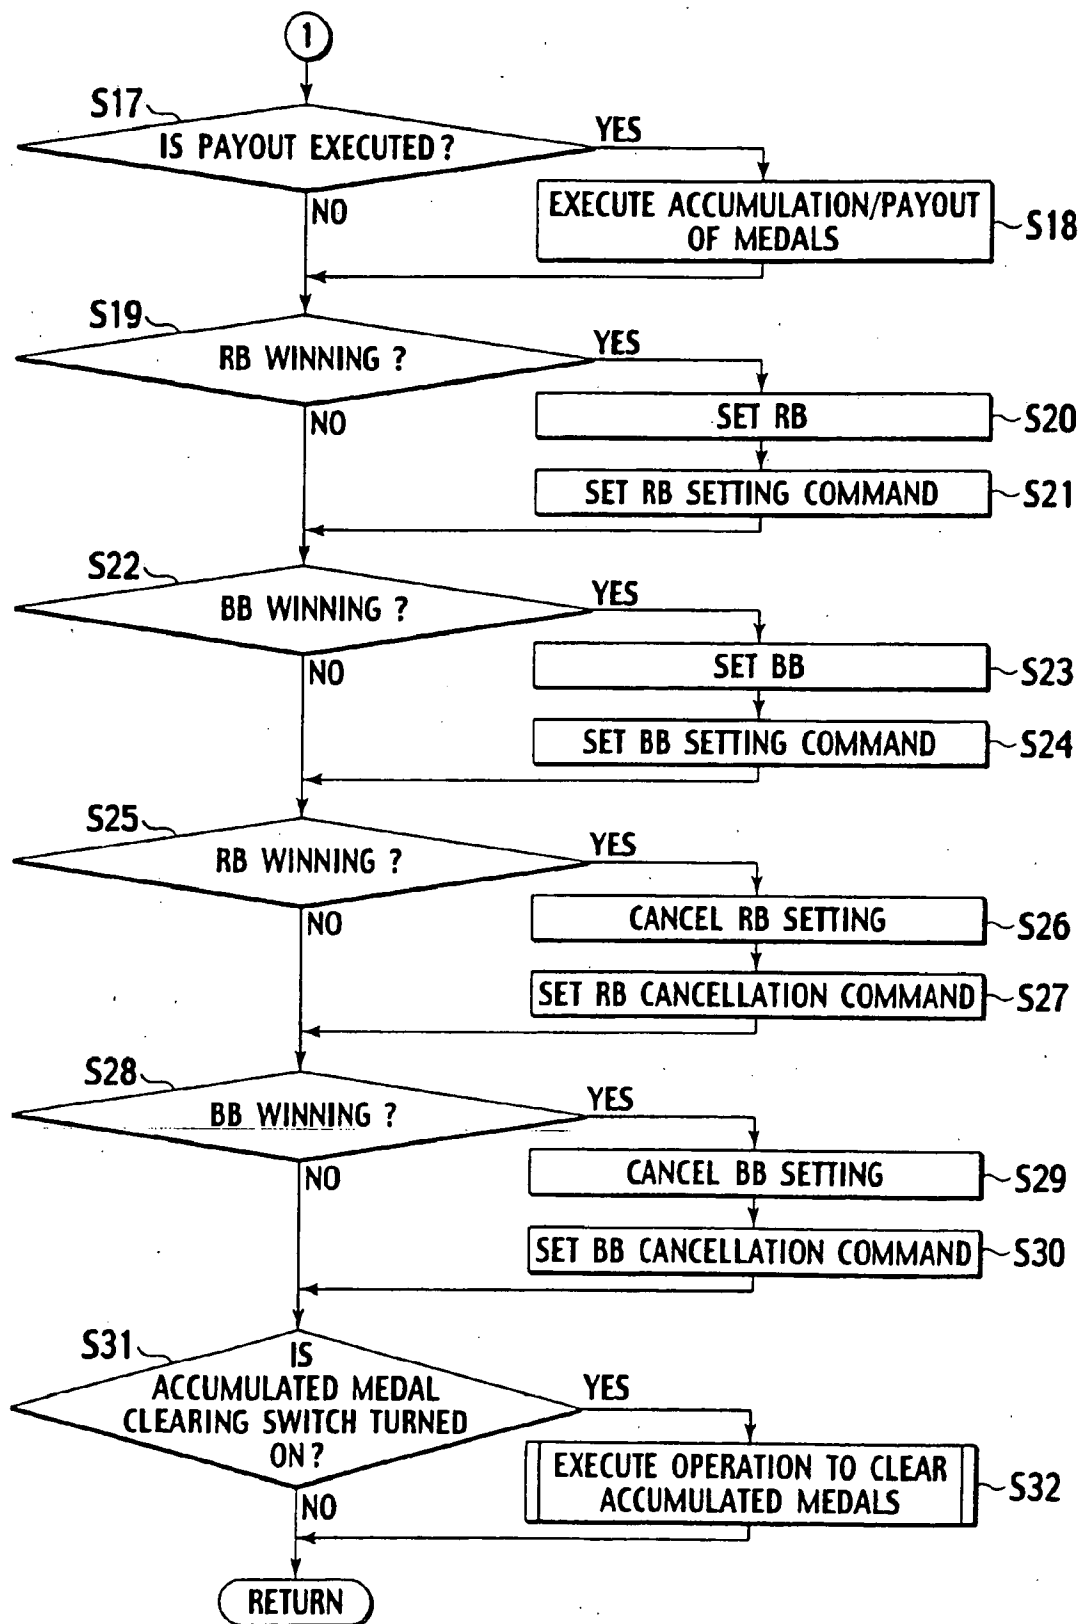 1
S17
IS PAYOUT EXECUTED?
YES
NO
EXECUTE ACCUMULATION/PAYOUT
OF MEDALS
S18
S19
RB WINNING ?
YES
NO
SET RB
S20
SET RB SETTING COMMAND
S21
S22
BB WINNING ?
YES
NO
SET BB
S23
SET BB SETTING COMMAND
S24
S25
RB WINNING ?
YES
NO
CANCEL RB SETTING
S26
SET RB CANCELLATION COMMAND
S27
S28
BB WINNING ?
YES
NO
CANCEL BB SETTING
S29
SET BB CANCELLATION COMMAND
S30
S31
IS
ACCUMULATED MEDAL
CLEARING SWITCH TURNED
ON?
YES
NO
EXECUTE OPERATION TO CLEAR
ACCUMULATED MEDALS
S32
RETURN